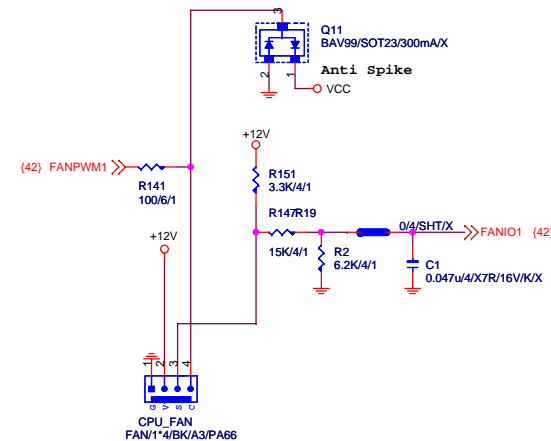 3
Q11
BAV99/SOT23/300mA/X
Anti Spike
2
1
VCC
+12V
{42} FANPWM1
R141
100/6/1
R151
3.3K/4/1
R147R19
0/4/SHT/X
FANIO1 {42}
+12V
15K/4/1
R2
6.2K/4/1
C1
0.047u/4/X7R/16V/K/X
1
2
3
4
G
V
S
C
CPU_FAN
FAN/1*4/BK/A3/PA66